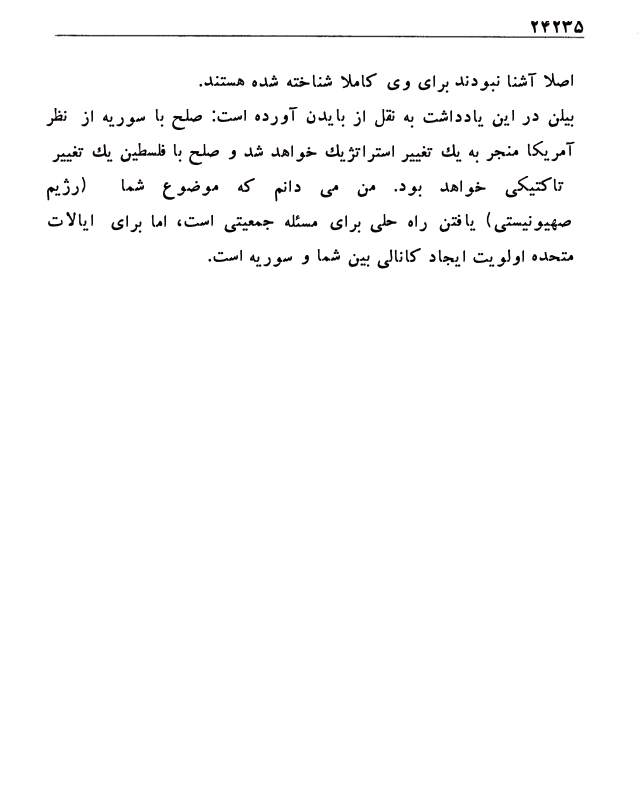 ۲۴۲۳۵
اصلا آشنا نبودند برای وی کاملا شناخته شده هستند.
بیلن در این یادداشت به نقل از بایدن آورده است: صلح با سوریه از نظر
آمریکا منجر به یك تغییر استراتژیك خواهد شد و صلح با فلسطین یك تغییر
تاکتیکی خواهد بود. من می دانم که موضوع شما (رژیم
صهیونیستی) یافتن راه حلی برای مسئله جمعیتی است، اما برای ایالات
متحده اولویت ایجاد کانالی بین شما و سوریه است.